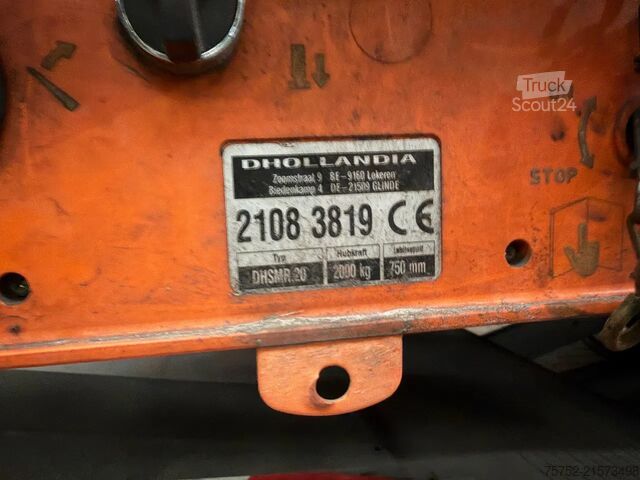 Truck
Scout24
STOP
DHOLLANDIA
Zoomstraat 9 BE-9160 Lokeren
Biedenkamp 4 DE-21509 GLINDE
2108 3819 CE
Typ Hubkraft
DHSMR.20 2000 kg 750 mm
75752-21573498